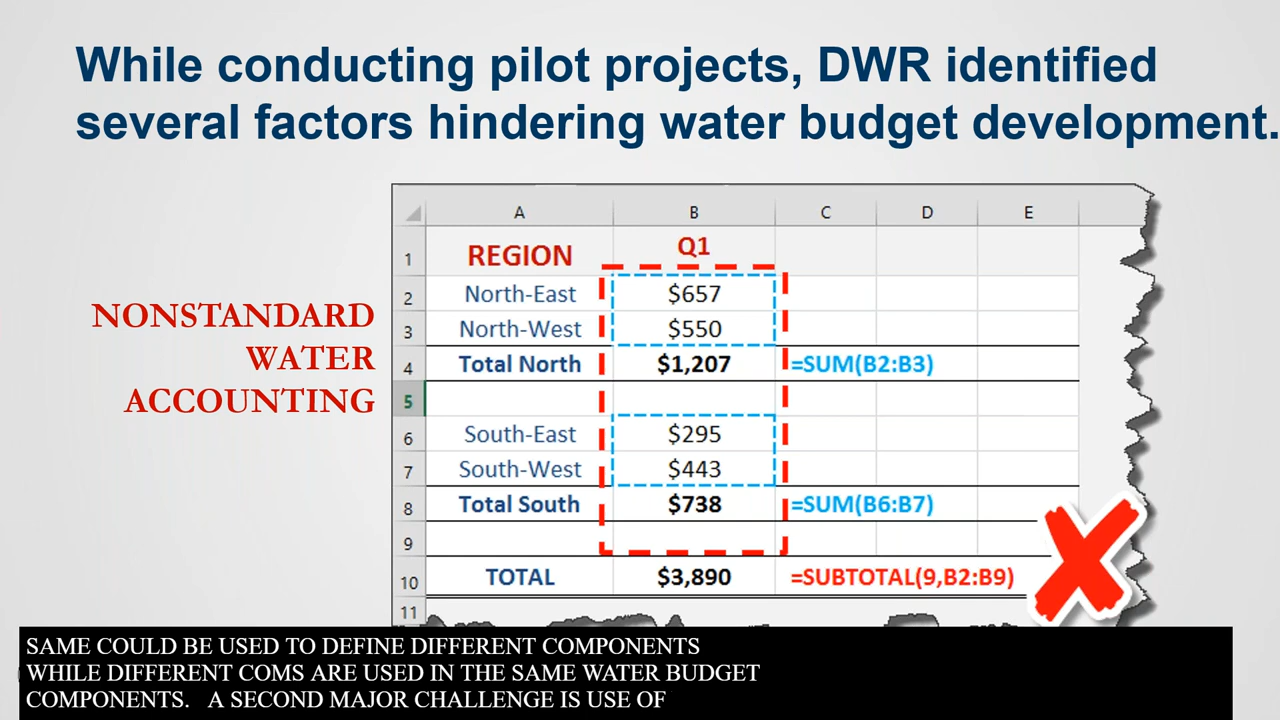 While conducting pilot projects, DWR identified
several factors hindering water budget development.
NONSTANDARD
WATER
ACCOUNTING
A B C D E
1 REGION Q1
2 North-East $657
3 North-West $550
4 Total North $1,207 =SUM(B2:B3)
5
6 South-East $295
7 South-West $443
8 Total South $738 =SUM(B6:B7)
9
10 TOTAL $3,890 =SUBTOTAL(9,B2:B9)
11
SAME COULD BE USED TO DEFINE DIFFERENT COMPONENTS
WHILE DIFFERENT COMS ARE USED IN THE SAME WATER BUDGET
COMPONENTS. A SECOND MAJOR CHALLENGE IS USE OF